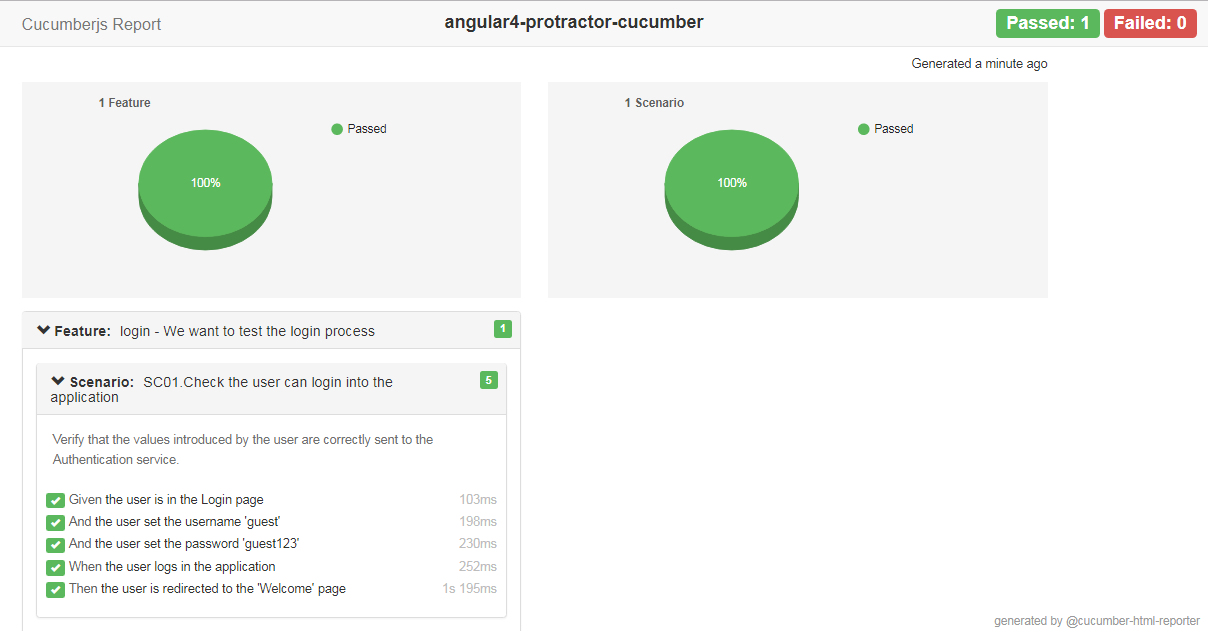 Cucumberjs Report
angular4-protractor-cucumber
Passed: 1
Failed: 0
Generated a minute ago
1 Feature
Passed
100%
1 Scenario
Passed
100%
Feature: login - We want to test the login process
1
Scenario: SC01.Check the user can login into the
application
5
Verify that the values introduced by the user are correctly sent to the
Authentication service.
Given the user is in the Login page 103ms
And the user set the username 'guest' 198ms
And the user set the password 'guest123' 230ms
When the user logs in the application 252ms
Then the user is redirected to the 'Welcome' page 1s 195ms
generated by @cucumber-html-reporter